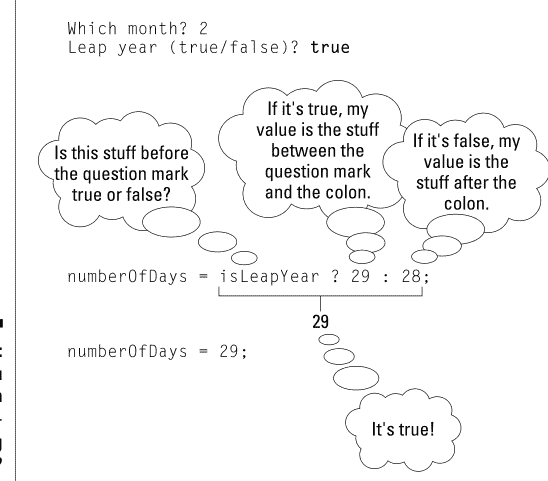 Which month? 2
Leap year (true/false)? true
Is this stuff before
the question mark
true or false?
If it's true, my
value is the stuff
between the
question mark
and the colon.
If it's false, my
value is the
stuff after the
colon.
numberOfDays = isLeapYear ? 29 : 28;
29
numberOfDays = 29;
It's true!